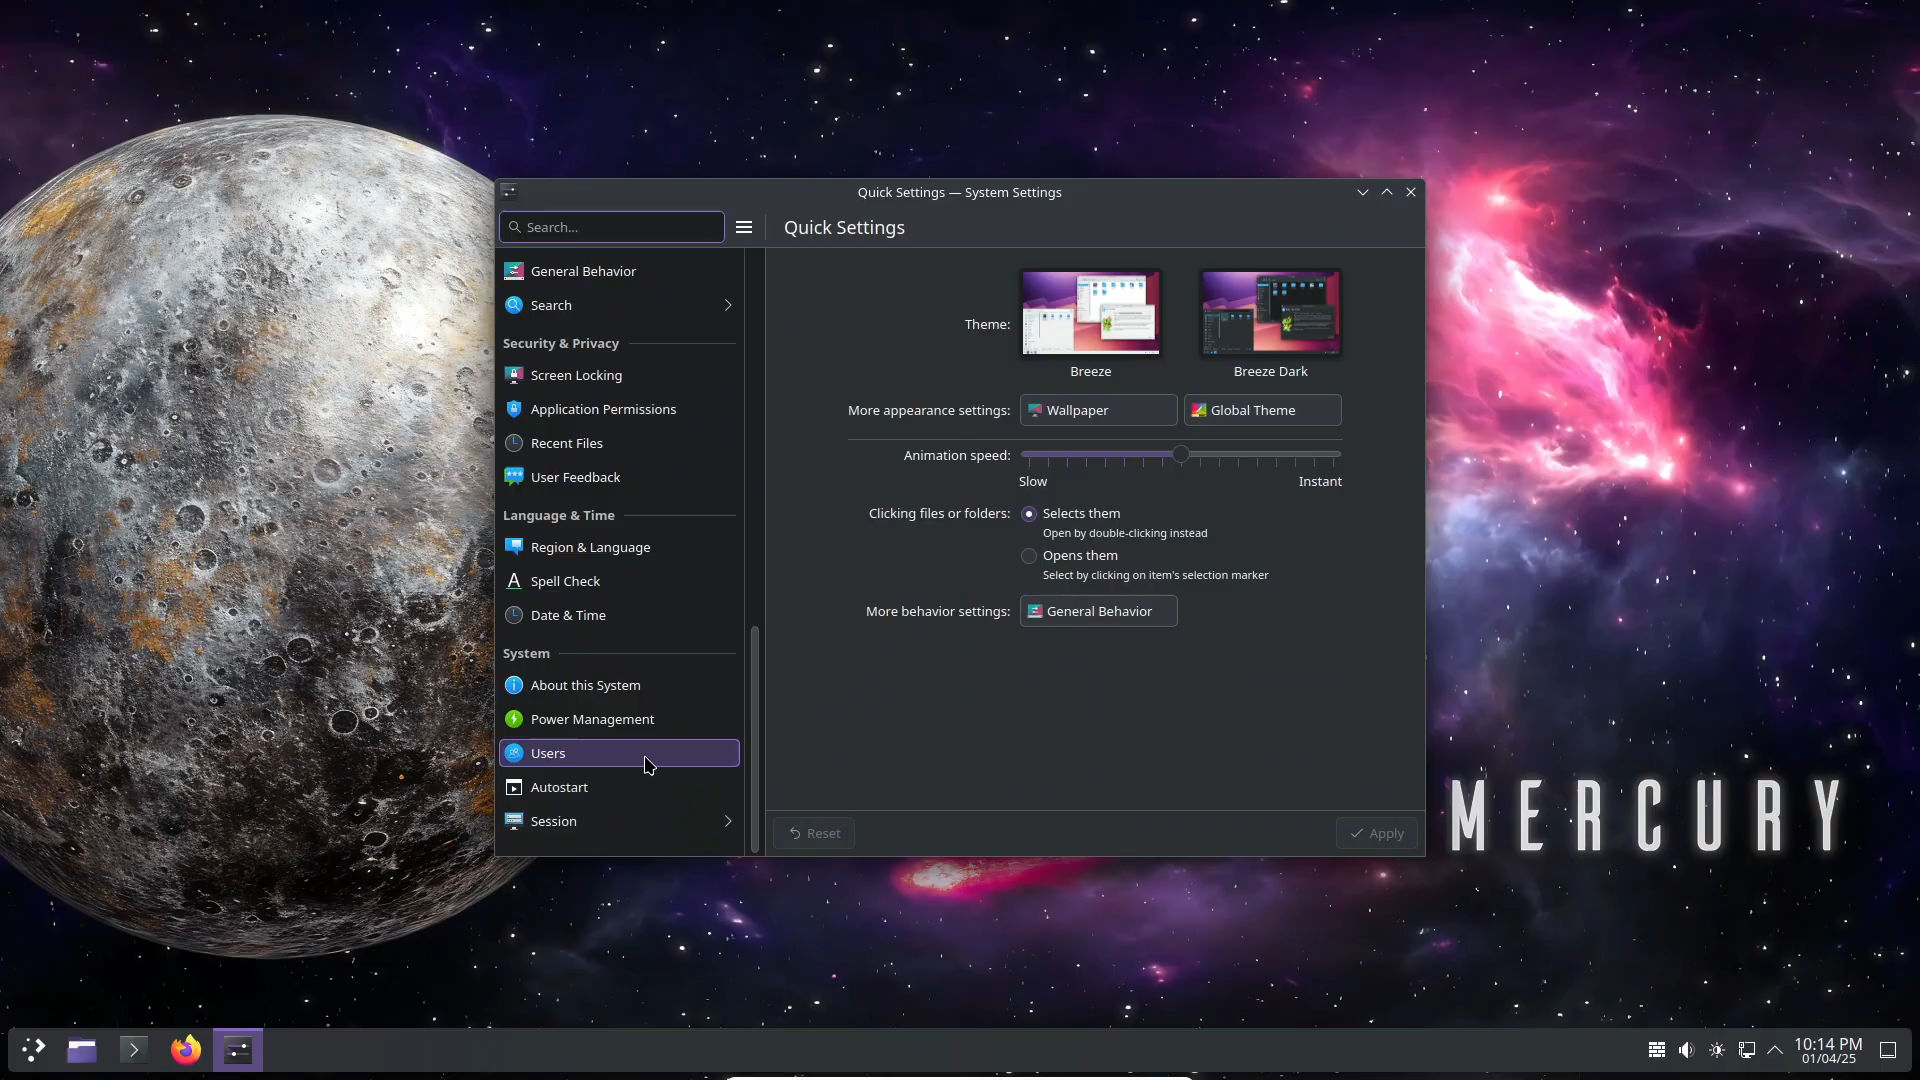 Quick Settings — System Settings
Search...
Quick Settings
General Behavior
Search
Security & Privacy
Screen Locking
Application Permissions
Recent Files
User Feedback
Language & Time
Region & Language
Spell Check
Date & Time
System
About this System
Power Management
Users
Autostart
Session
Theme:
Breeze
Breeze Dark
More appearance settings:
Wallpaper
Global Theme
Animation speed:
Slow
Instant
Clicking files or folders:
Selects them
Open by double-clicking instead
Opens them
Select by clicking on item's selection marker
More behavior settings:
General Behavior
Reset
Apply
MERCURY
10:14 PM
01/04/25